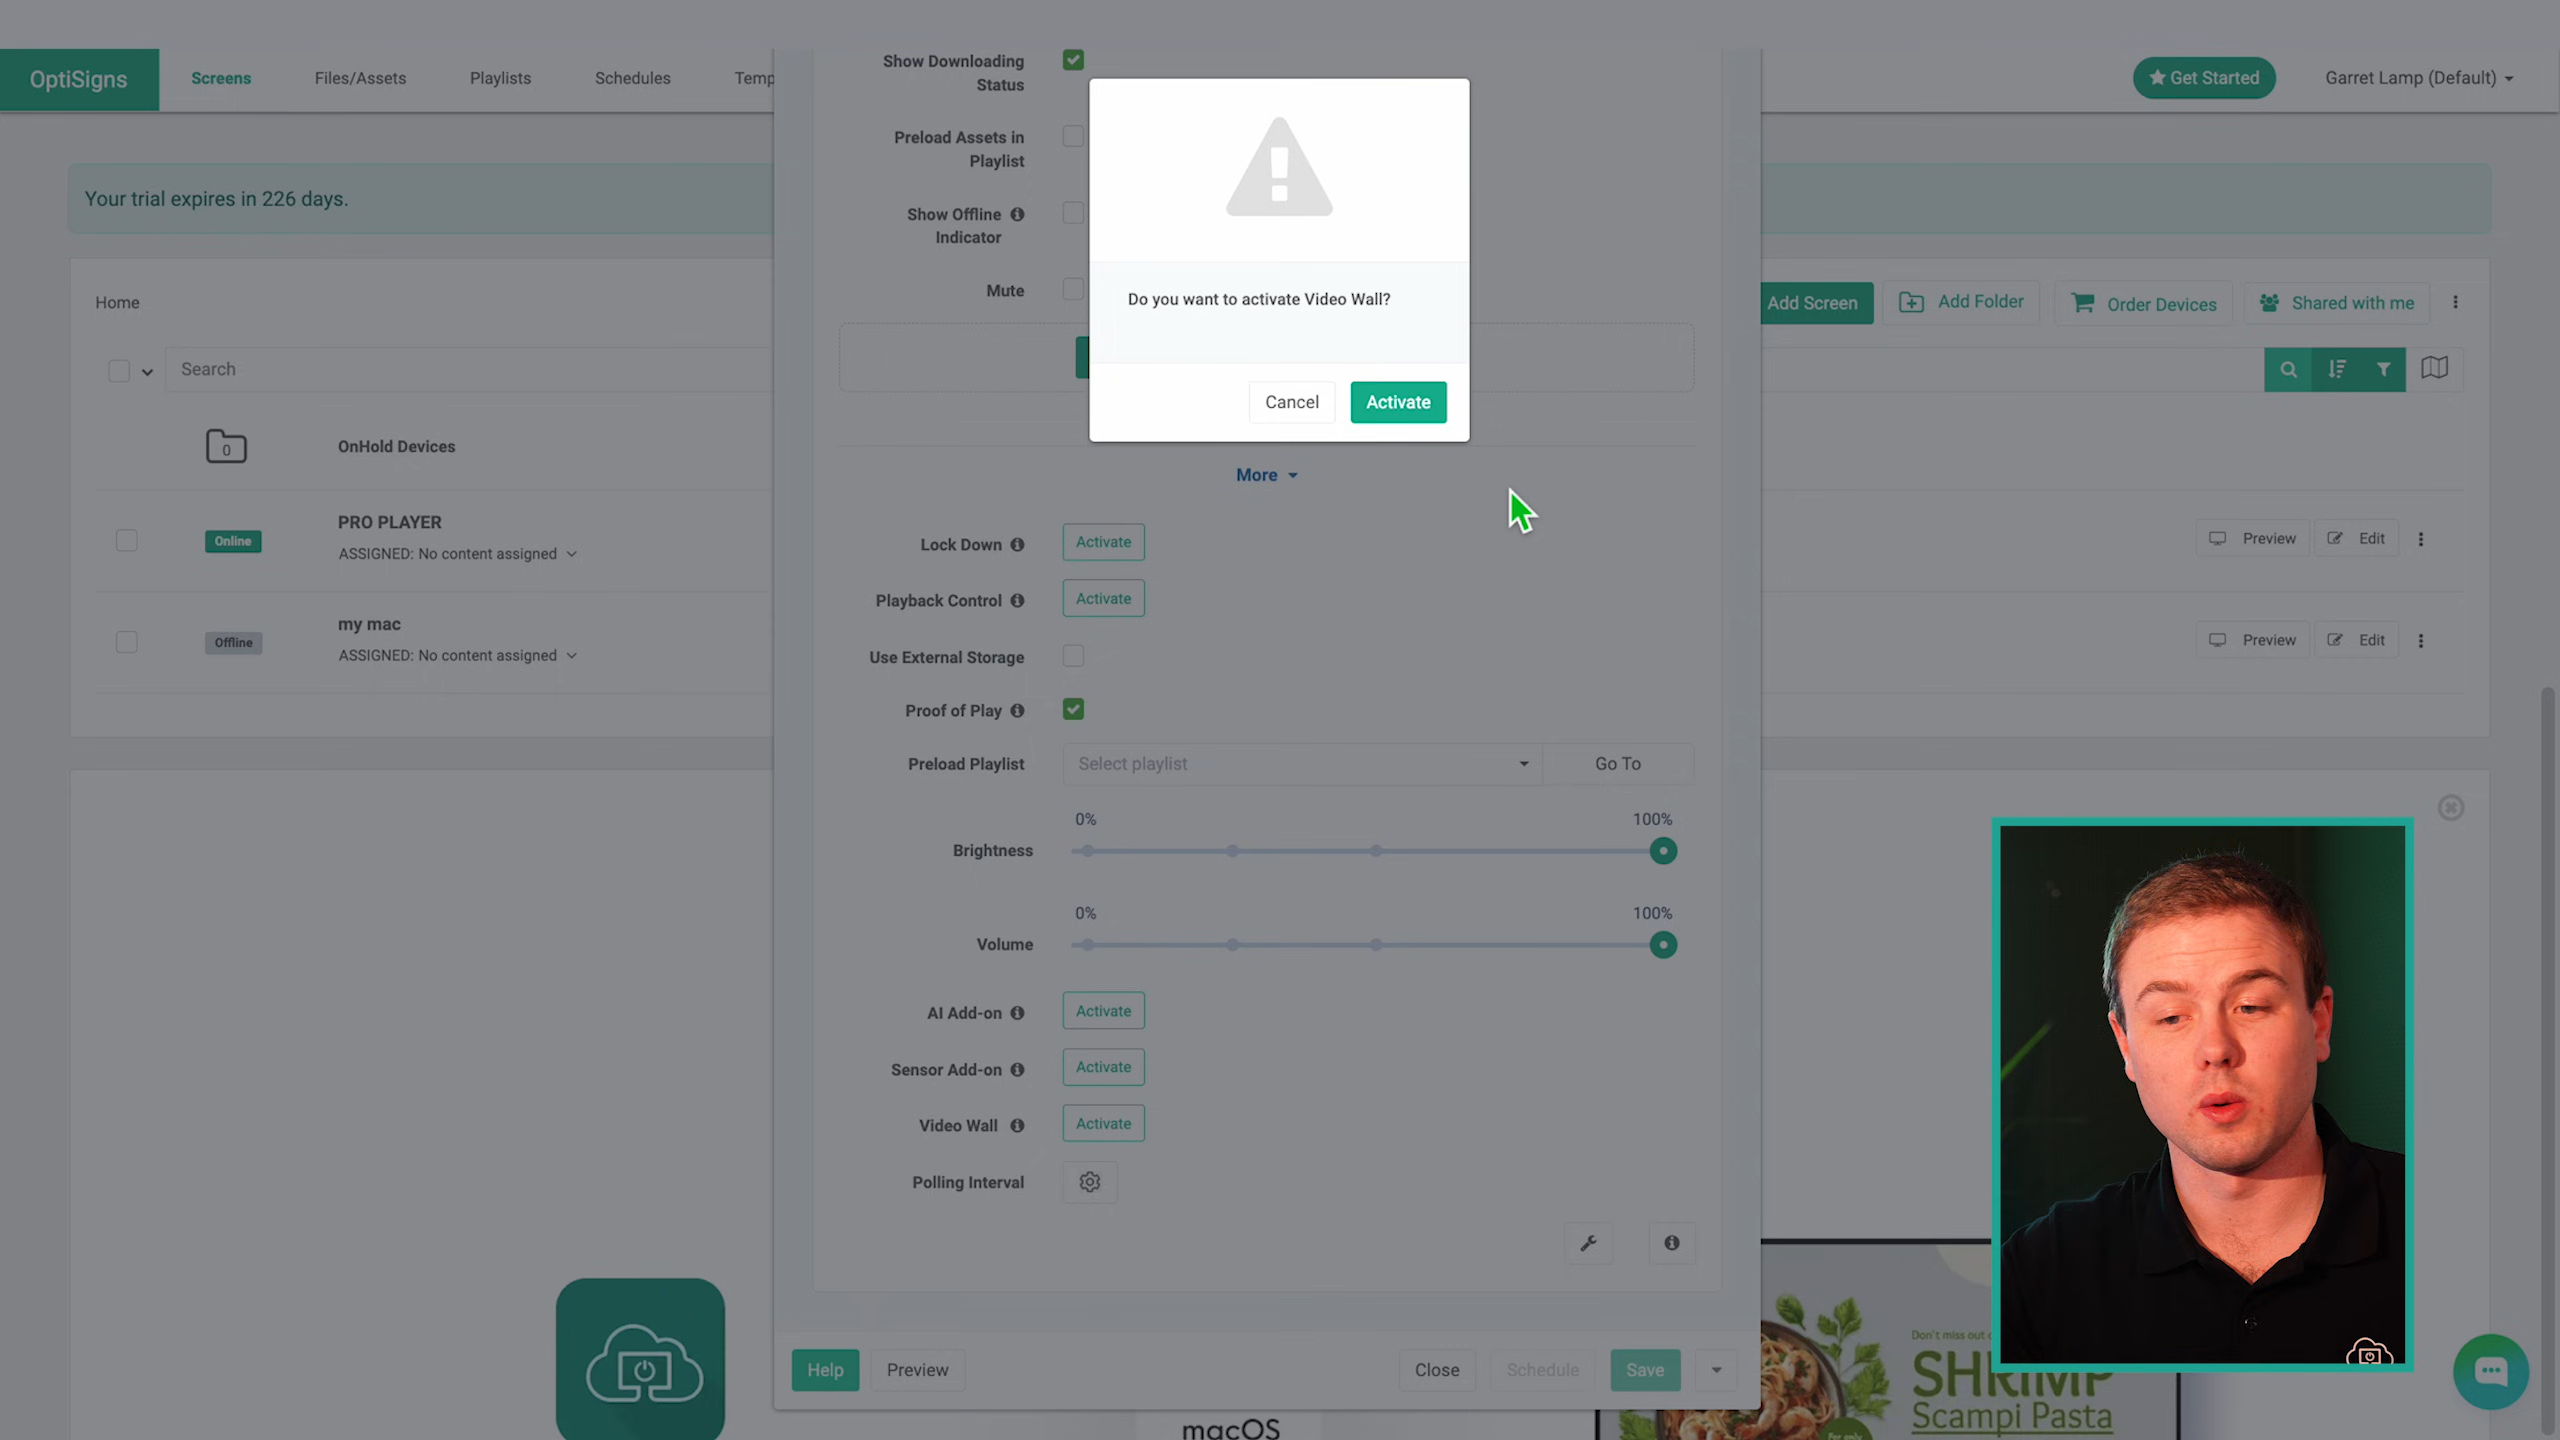 OptiSigns
Screens
Files/Assets
Playlists
Schedules
Get Started
Garret Lamp (Default)
Your trial expires in 226 days.
Home
Add Screen
Add Folder
Order Devices
Shared with me
Search
0
OnHold Devices
Online
PRO PLAYER
ASSIGNED: No content assigned
Preview
Edit
Offline
my mac
ASSIGNED: No content assigned
Preview
Edit
Show Downloading
Status
Preload Assets in
Playlist
Show Offline
Indicator
Mute
Do you want to activate Video Wall?
Cancel
Activate
More
Lock Down
Activate
Playback Control
Activate
Use External Storage
Proof of Play
Preload Playlist
Select playlist
Go To
0%
100%
Brightness
0%
100%
Volume
AI Add-on
Activate
Sensor Add-on
Activate
Video Wall
Activate
Polling Interval
Help
Preview
Close
Schedule
Save
macOS
Don't miss out
SHRIMP
Scampi Pasta
For only